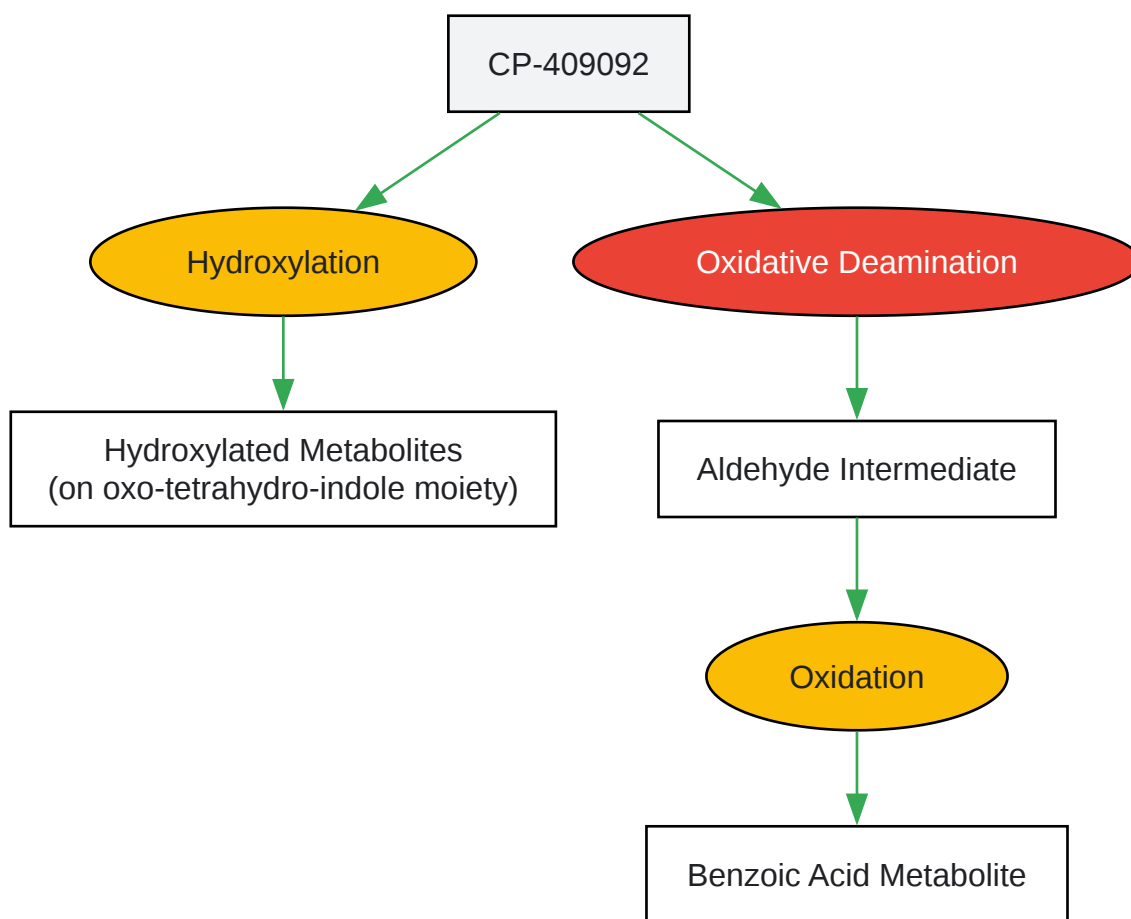 CP-409092
Hydroxylation
Oxidative Deamination
Hydroxylated Metabolites
(on oxo-tetrahydro-indole moiety)
Aldehyde Intermediate
Oxidation
Benzoic Acid Metabolite